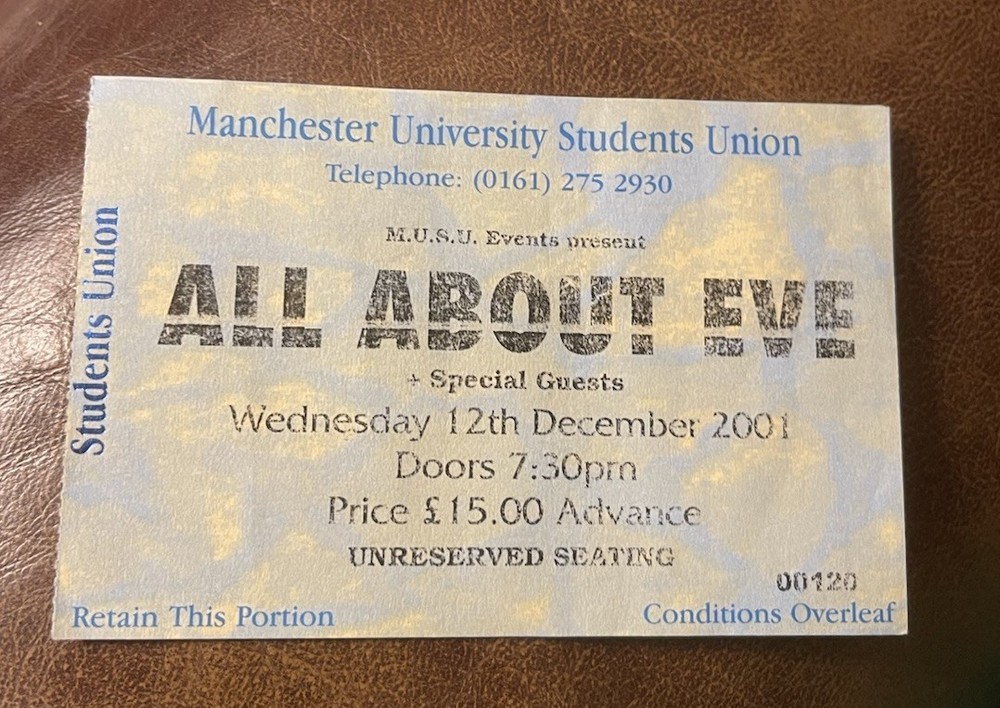 Manchester University Students Union
Telephone: (0161) 275 2930
Students Union
M.U.S.U. Events present
ALL ABOUT EVE
+ Special Guests
Wednesday 12th December 2001
Doors 7:30pm
Price £15.00 Advance
UNRESERVED SEATING
00120
Retain This Portion
Conditions Overleaf